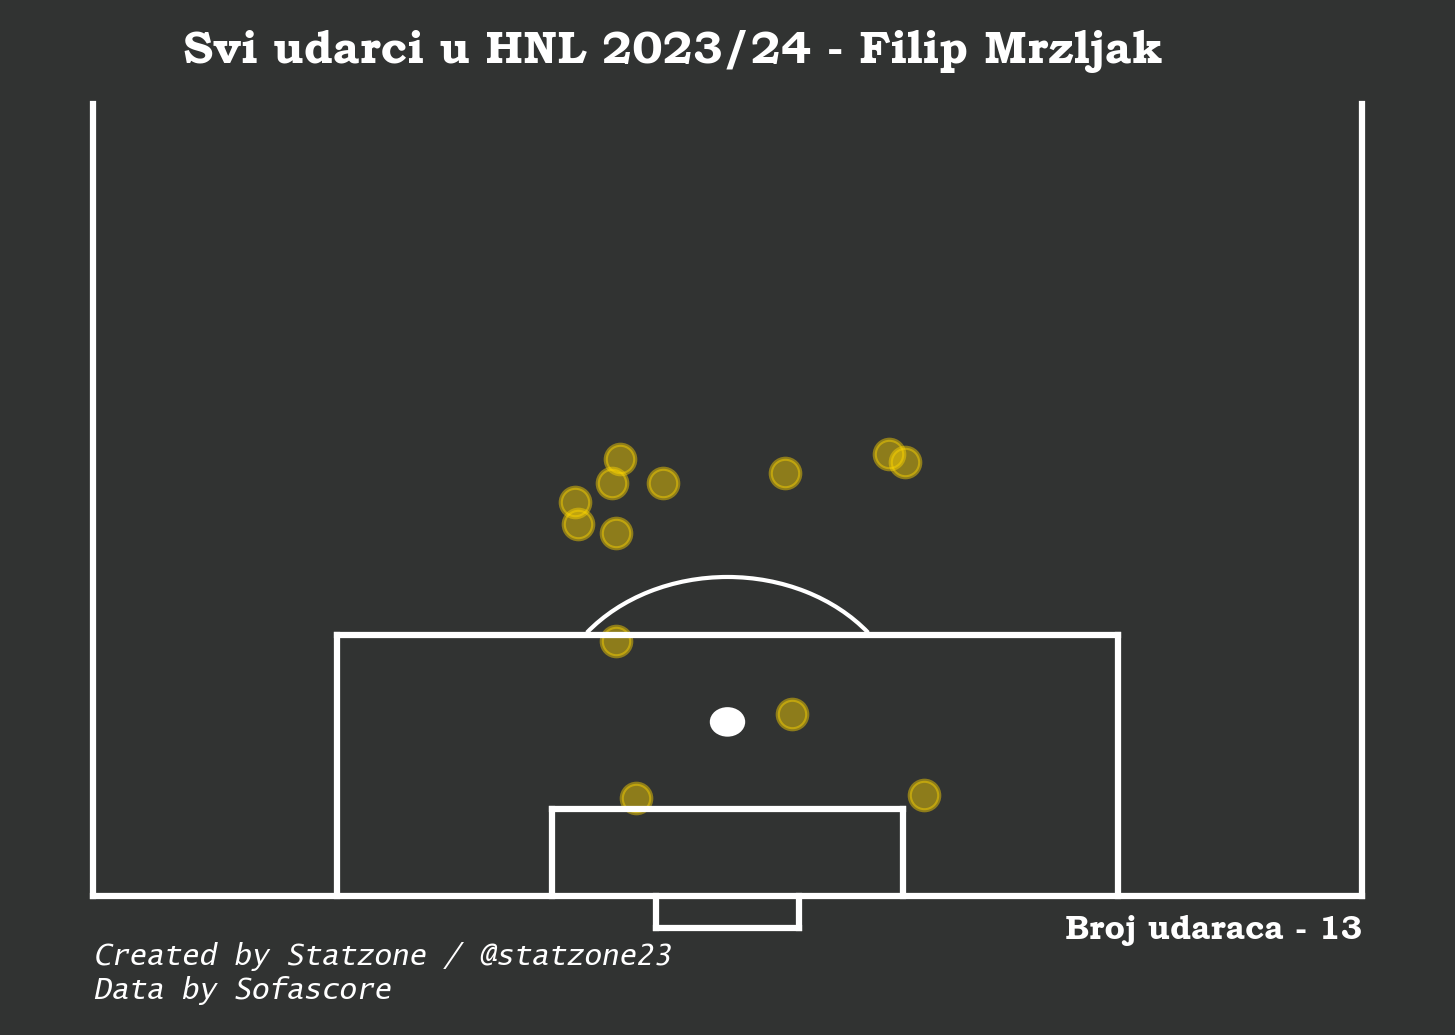 Svi udarci u HNL 2023/24 - Filip Mrzljak
Broj udaraca - 13
Created by Statzone / @statzone23
Data by Sofascore